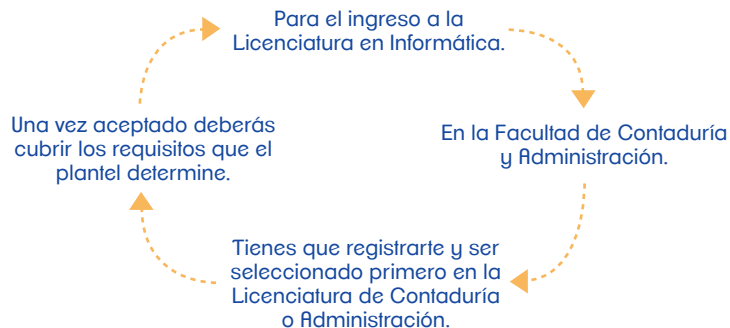 Para el ingreso a la
Licenciatura en Informática.
En la Facultad de Contaduría
y Administración.
Tienes que registrarte y ser
seleccionado primero en la
Licenciatura de Contaduría
o Administración.
Una vez aceptado deberás
cubrir los requisitos que el
plantel determine.